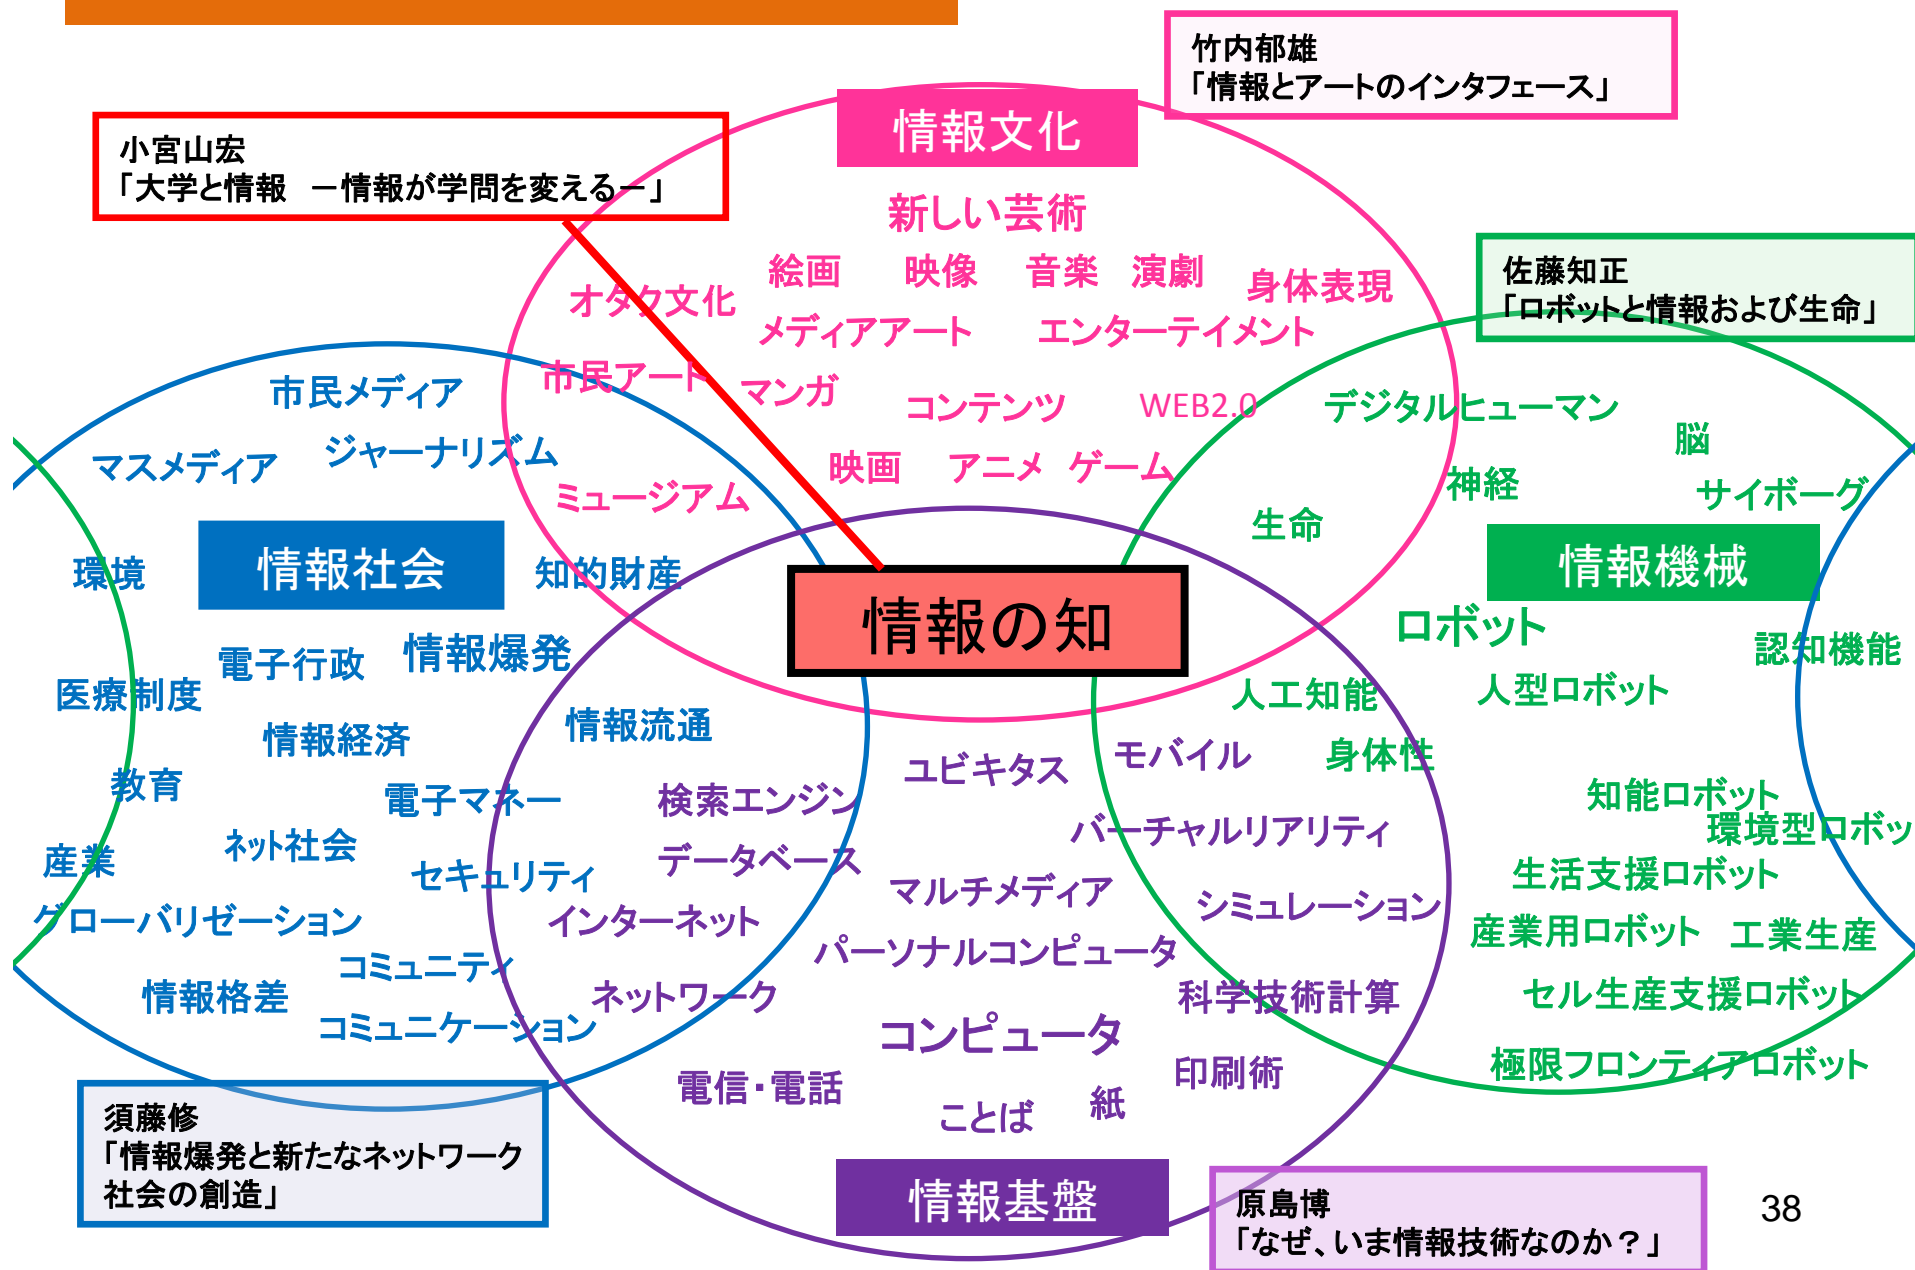 竹内郁雄
「情報とアートのインタフェース」
情報文化
小宮山宏
「大学と情報　－情報が学問を変える－」
新しい芸術
佐藤知正
「ロボットと情報および生命」
絵画
映像
音楽
演劇
身体表現
オタク文化
メディアアート
エンターテイメント
市民アート
マンガ
コンテンツ
WEB2.0
映画
アニメ
ゲーム
ミュージアム
市民メディア
ジャーナリズム
マスメディア
環境
情報社会
知的財産
電子行政
情報爆発
医療制度
情報経済
情報流通
教育
電子マネー
産業
ネット社会
セキュリティ
グローバリゼーション
コミュニティ
情報格差
コミュニケーション
情報の知
デジタルヒューマン
脳
神経
サイボーグ
生命
情報機械
ロボット
認知機能
人工知能
人型ロボット
身体性
知能ロボット
環境型ロボッ
生活支援ロボット
産業用ロボット
工業生産
セル生産支援ロボット
極限フロンティアロボット
ユビキタス
モバイル
検索エンジン
バーチャルリアリティ
データベース
マルチメディア
シミュレーション
インターネット
パーソナルコンピュータ
ネットワーク
科学技術計算
コンピュータ
電信・電話
印刷術
ことば
紙
情報基盤
須藤修
「情報爆発と新たなネットワーク
社会の創造」
原島博
「なぜ、いま情報技術なのか？」
38